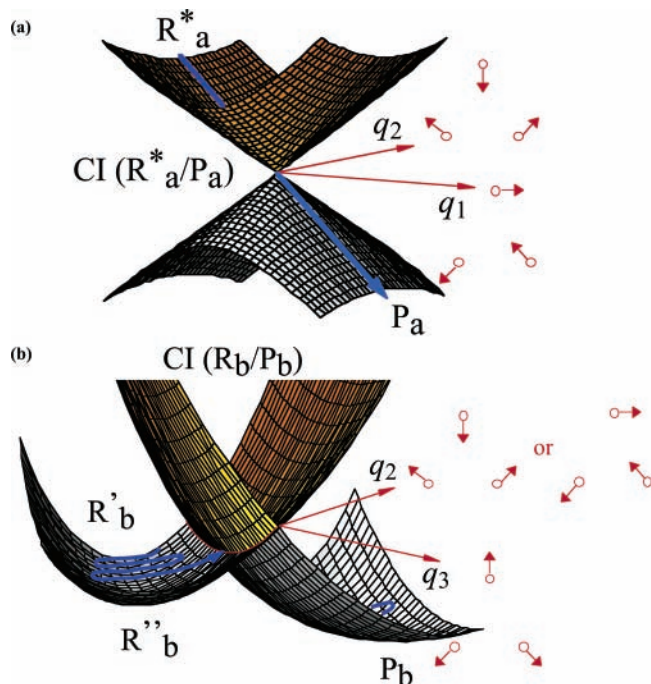 (a)
R*a
q2
CI (R*a/Pa)
q1
Pa
(b)
CI (Rb/Pb)
or
q2
R'b
q3
R''b
Pb